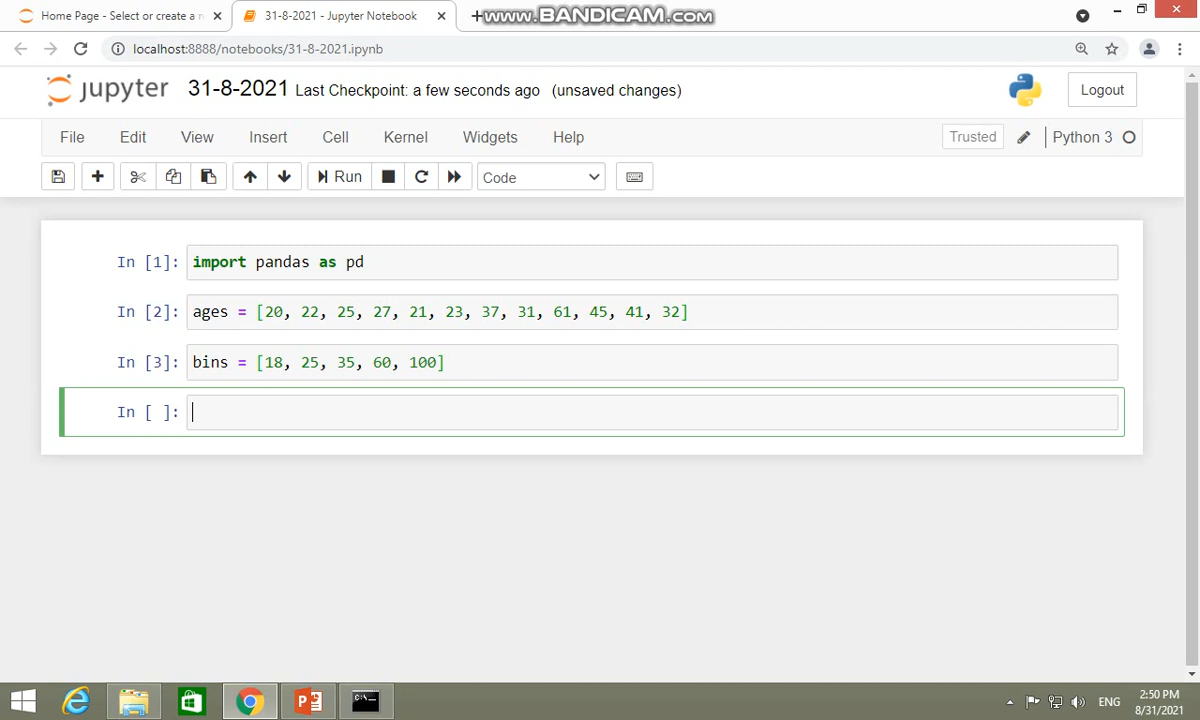 Home Page - Select or create a n
31-8-2021 - Jupyter Notebook
www.BANDICAM.com
localhost:8888/notebooks/31-8-2021.ipynb
jupyter 31-8-2021 Last Checkpoint: a few seconds ago (unsaved changes)
Logout
File Edit View Insert Cell Kernel Widgets Help Trusted Python 3
Run Code
In [1]: import pandas as pd
In [2]: ages = [20, 22, 25, 27, 21, 23, 37, 31, 61, 45, 41, 32]
In [3]: bins = [18, 25, 35, 60, 100]
In [ ]:
ENG
2:50 PM
8/31/2021